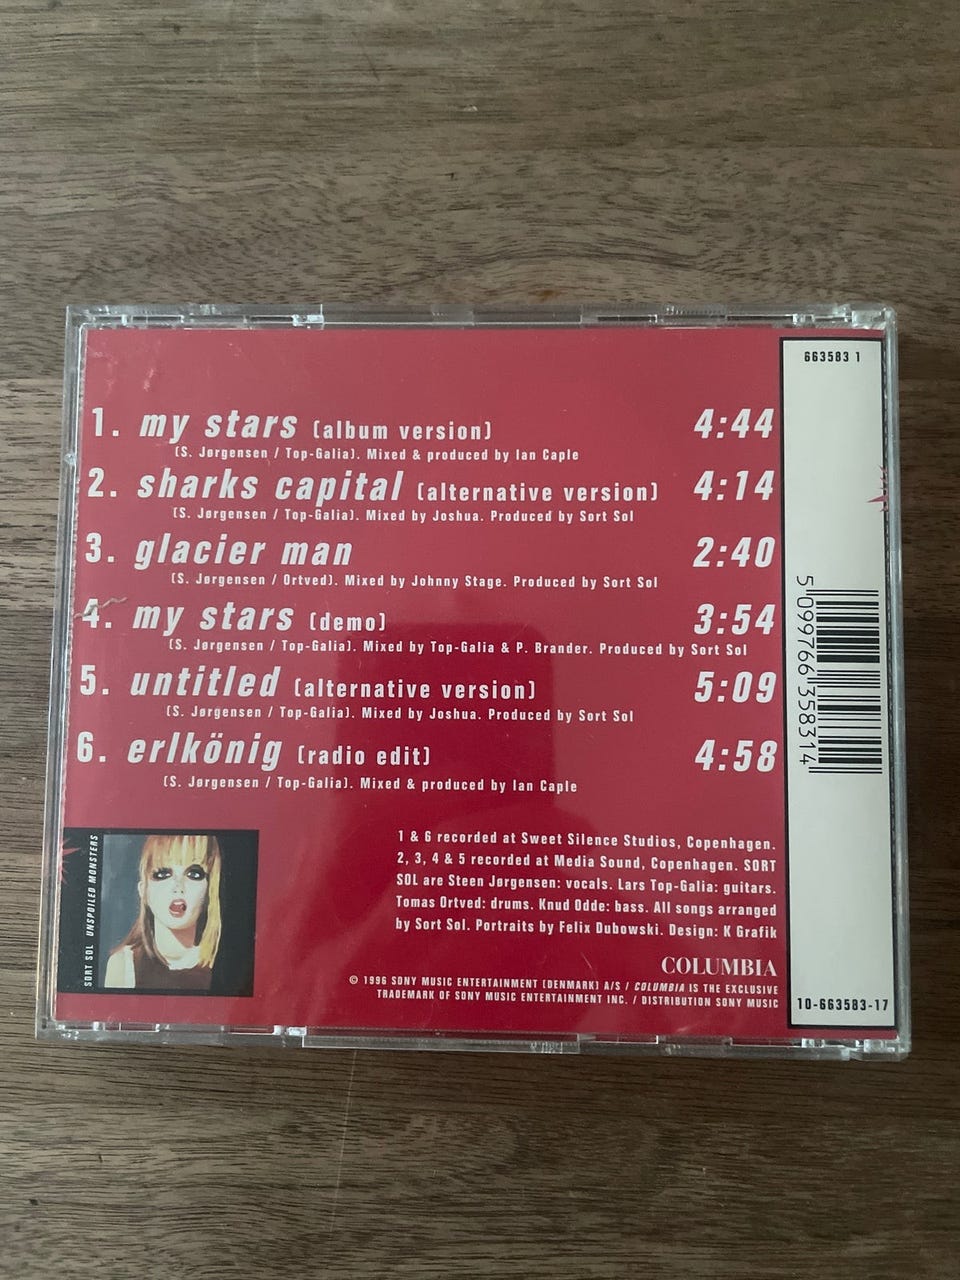 663583 1
1. my stars (album version) 4:44
(S. Jørgensen / Top-Galia). Mixed & produced by Ian Caple
2. sharks capital (alternative version) 4:14
(S. Jørgensen / Top-Galia). Mixed by Joshua. Produced by Sort Sol
3. glacier man 2:40
(S. Jørgensen / Ortved). Mixed by Johnny Stage. Produced by Sort Sol
4. my stars (demo) 3:54
(S. Jørgensen / Top-Galia). Mixed by Top-Galia & P. Brander. Produced by Sort Sol
5. untitled (alternative version) 5:09
(S. Jørgensen / Top-Galia). Mixed by Joshua. Produced by Sort Sol
6. erlkönig (radio edit) 4:58
(S. Jørgensen / Top-Galia). Mixed & produced by Ian Caple
5 099766 358314
SORT SOL UNSPOILED MONSTERS
1 & 6 recorded at Sweet Silence Studios, Copenhagen.
2, 3, 4 & 5 recorded at Media Sound, Copenhagen. SORT
SOL are Steen Jørgensen: vocals. Lars Top-Galia: guitars.
Tomas Ortved: drums. Knud Odde: bass. All songs arranged
by Sort Sol. Portraits by Felix Dubowski. Design: K Grafik
COLUMBIA
© 1996 SONY MUSIC ENTERTAINMENT (DENMARK) A/S / COLUMBIA IS THE EXCLUSIVE
TRADEMARK OF SONY MUSIC ENTERTAINMENT INC. / DISTRIBUTION SONY MUSIC
10-663583-17